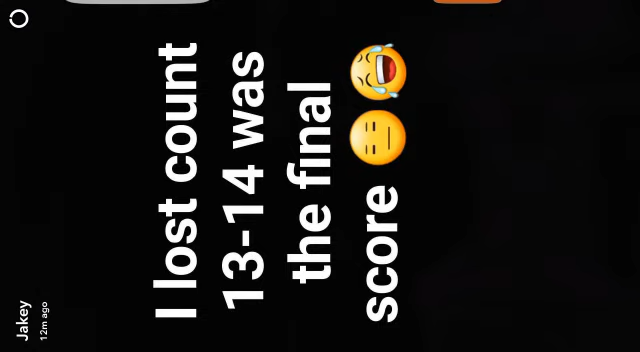 Jakey
12m ago
I lost count
13-14 was
the final
score 😑😂